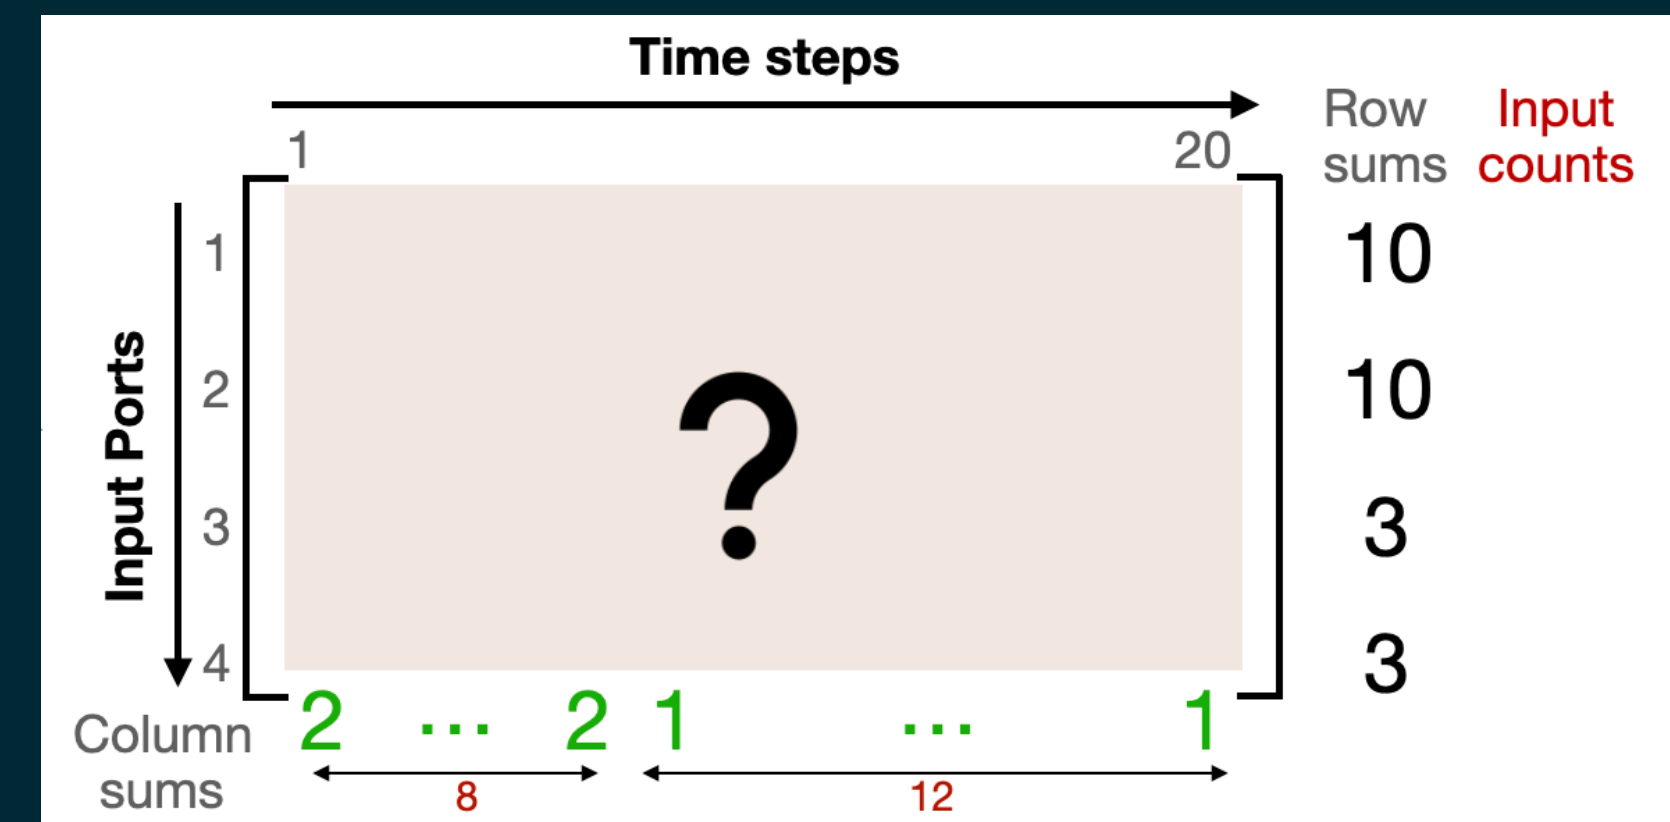 Time steps
Row Input
sums counts
1 20
1 10
2 10
Input Ports
?
3 3
4 3
2 ... 2 1 ... 1
Column
sums
8 12